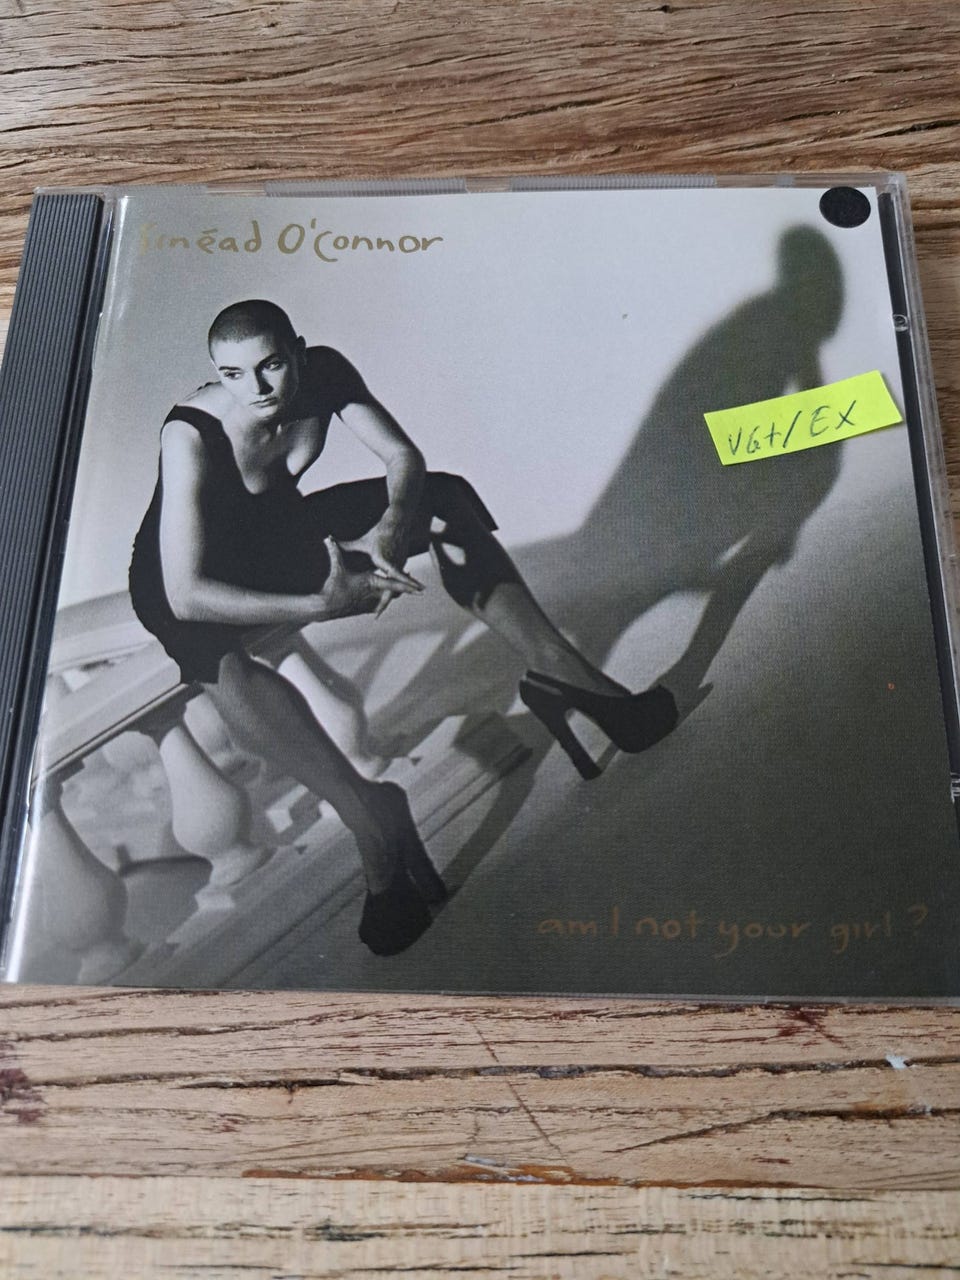 Sinéad O'Connor
VG+/EX
am I not your girl?